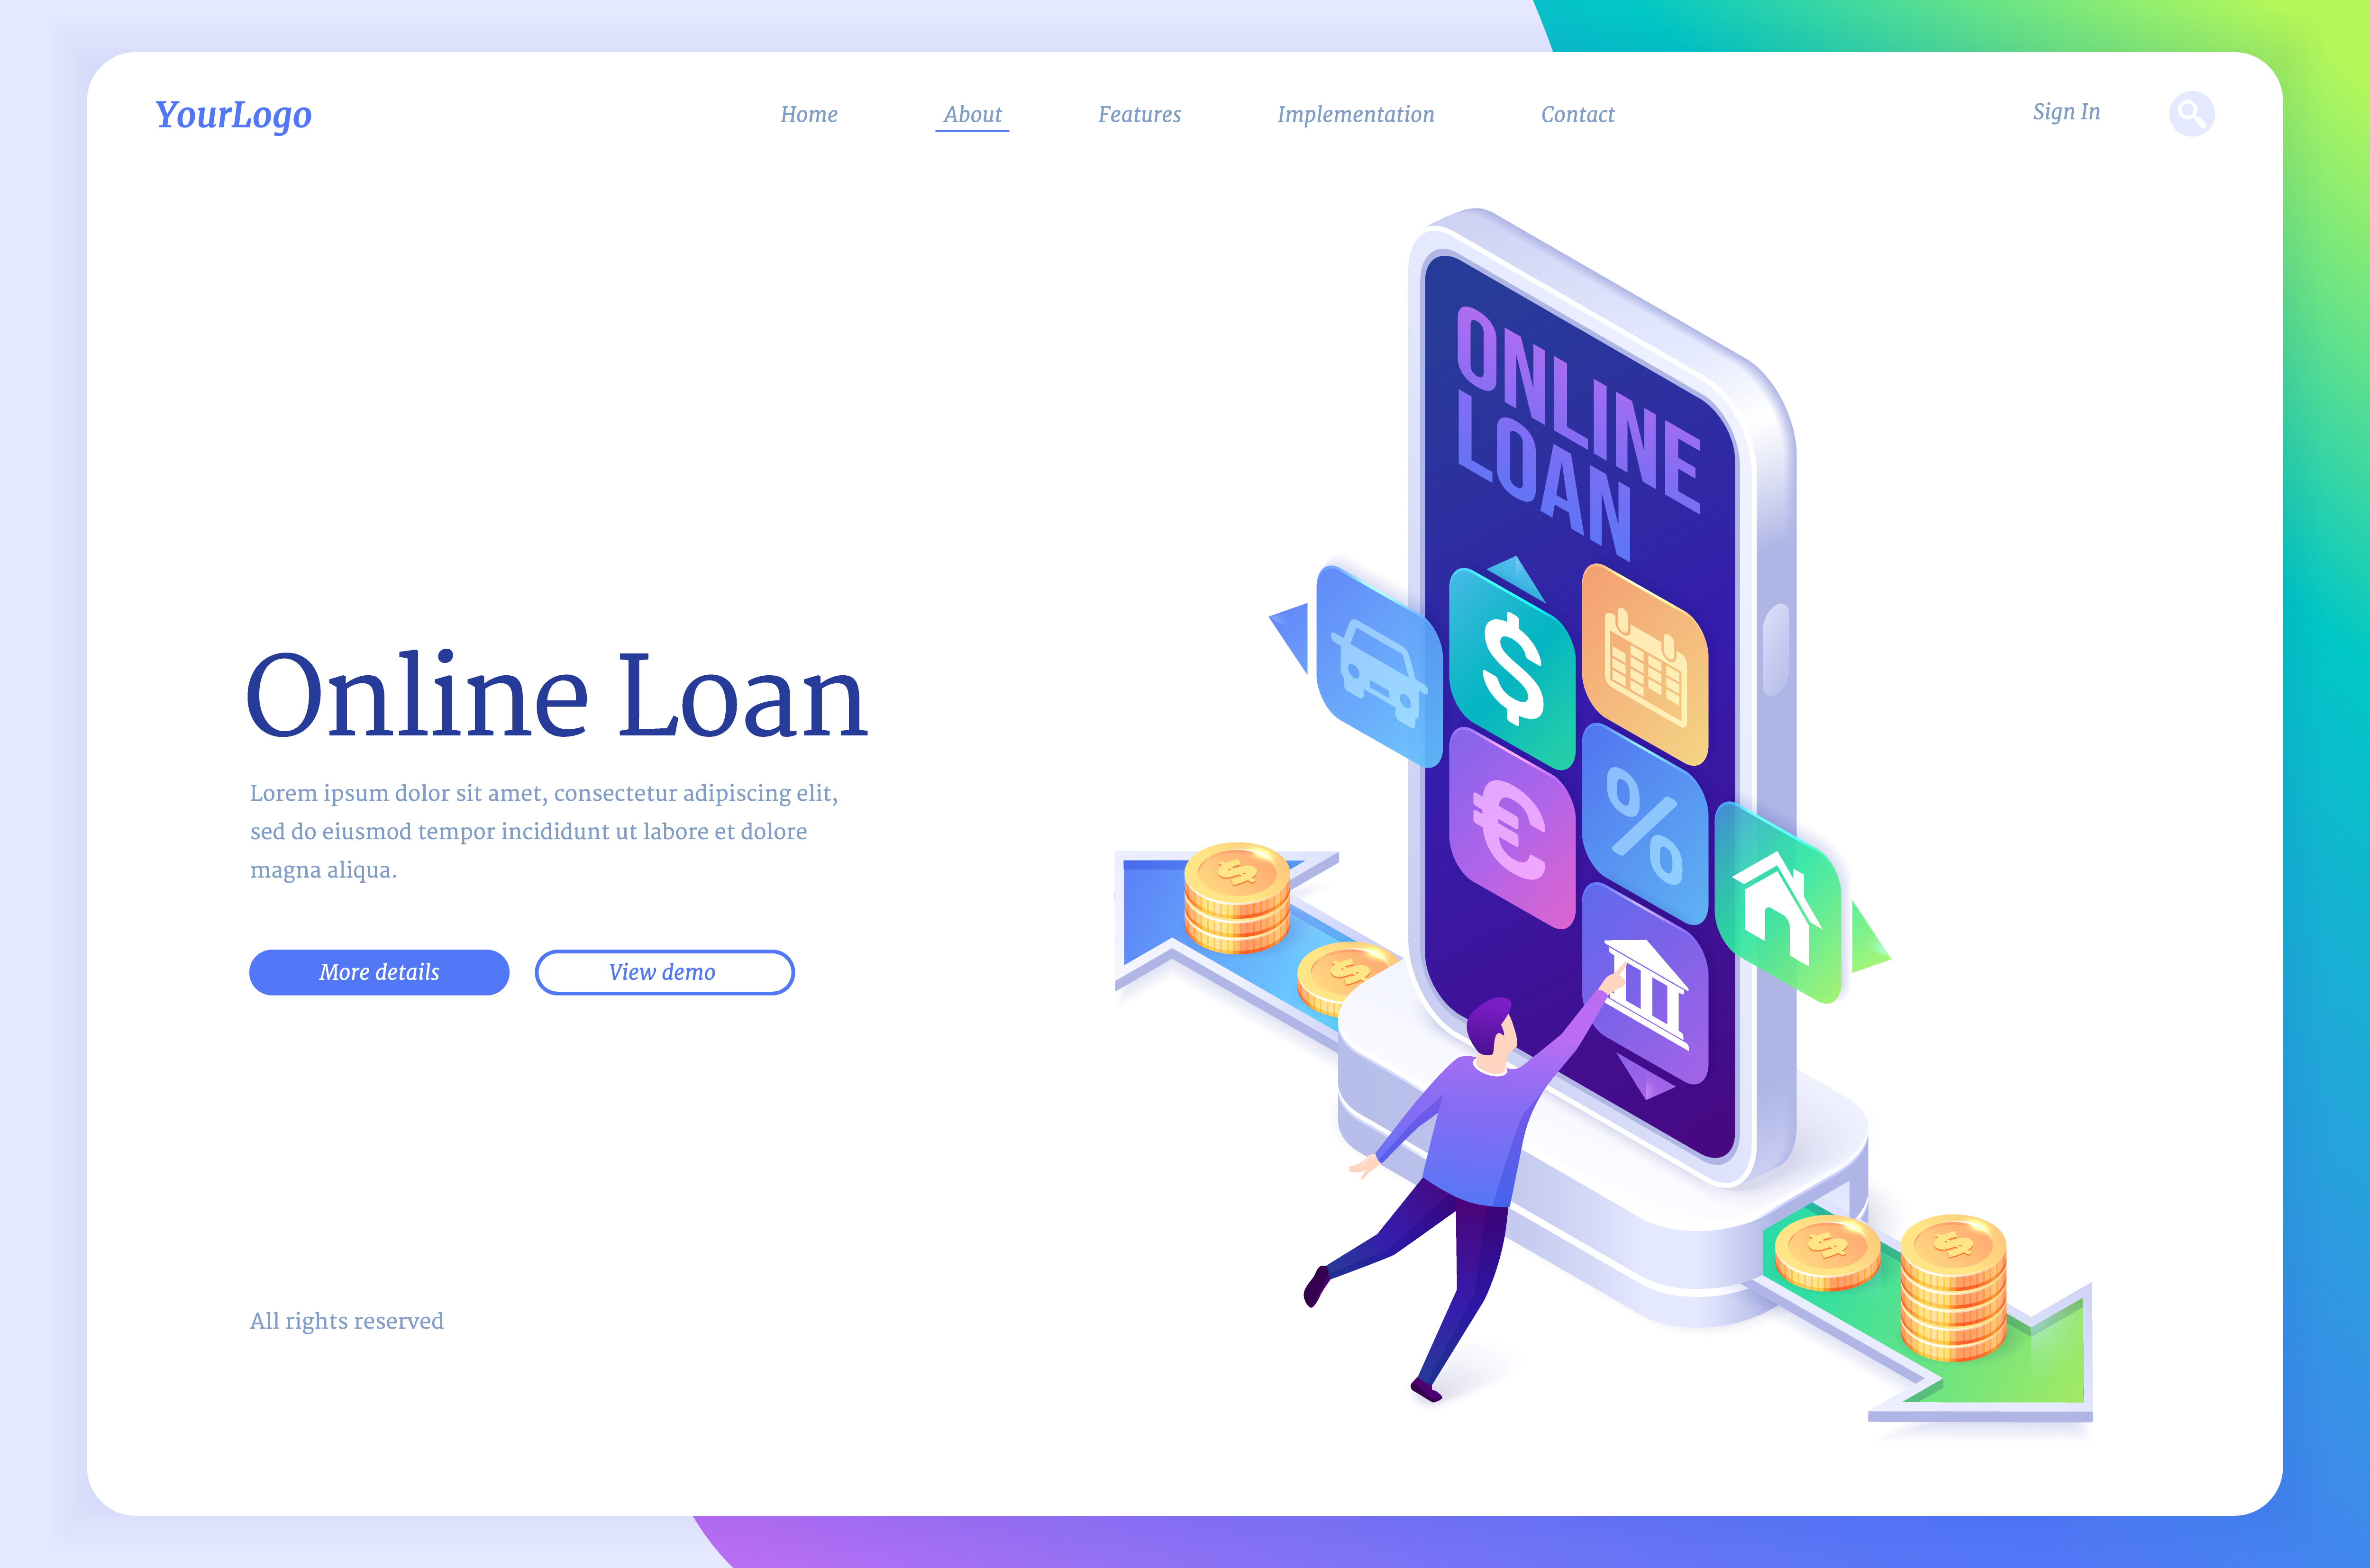 YourLogo
Home
About
Features
Implementation
Contact
Sign In
ONLINE
LOAN
$
€
%
Online Loan
Lorem ipsum dolor sit amet, consectetur adipiscing elit,
sed do eiusmod tempor incididunt ut labore et dolore
magna aliqua.
More details
View demo
$
$
$
$
All rights reserved